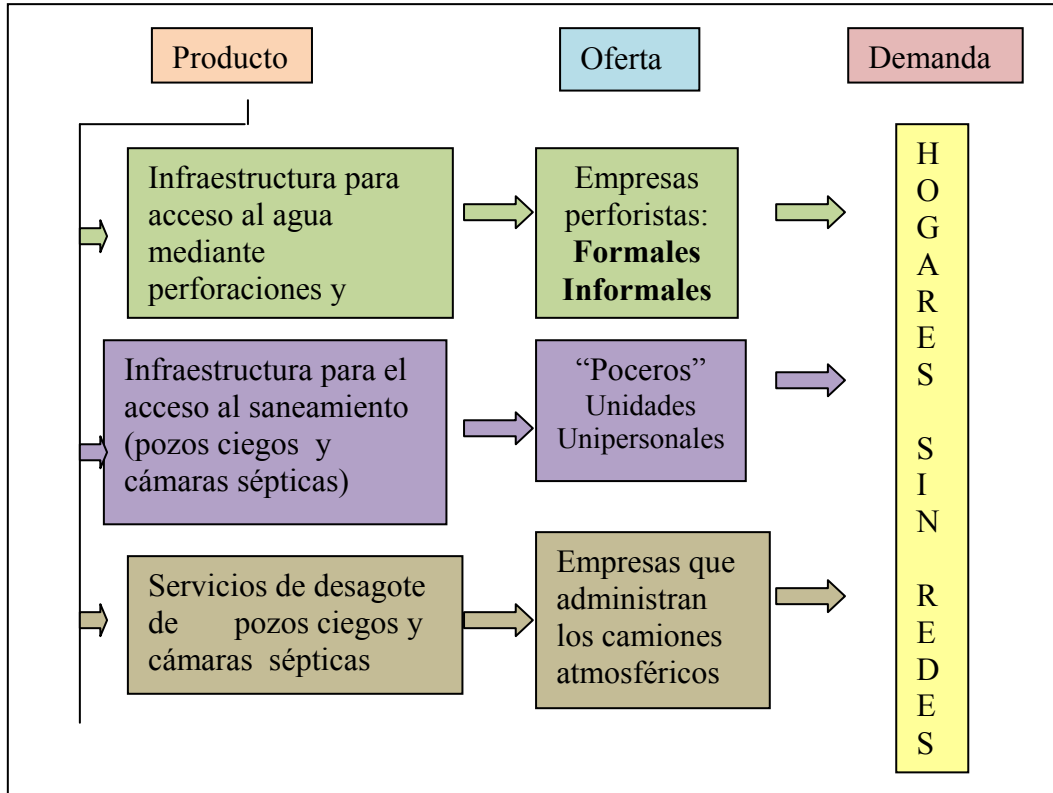 Producto
Oferta
Demanda
Infraestructura para
acceso al agua
mediante
perforaciones y
Empresas
perforistas:
Formales
Informales
Infraestructura para el
acceso al saneamiento
(pozos ciegos y
cámaras sépticas)
“Poceros”
Unidades
Unipersonales
Servicios de desagote
de pozos ciegos y
cámaras sépticas
Empresas que
administran
los camiones
atmosféricos
H
O
G
A
R
E
S
S
I
N
R
E
D
E
S